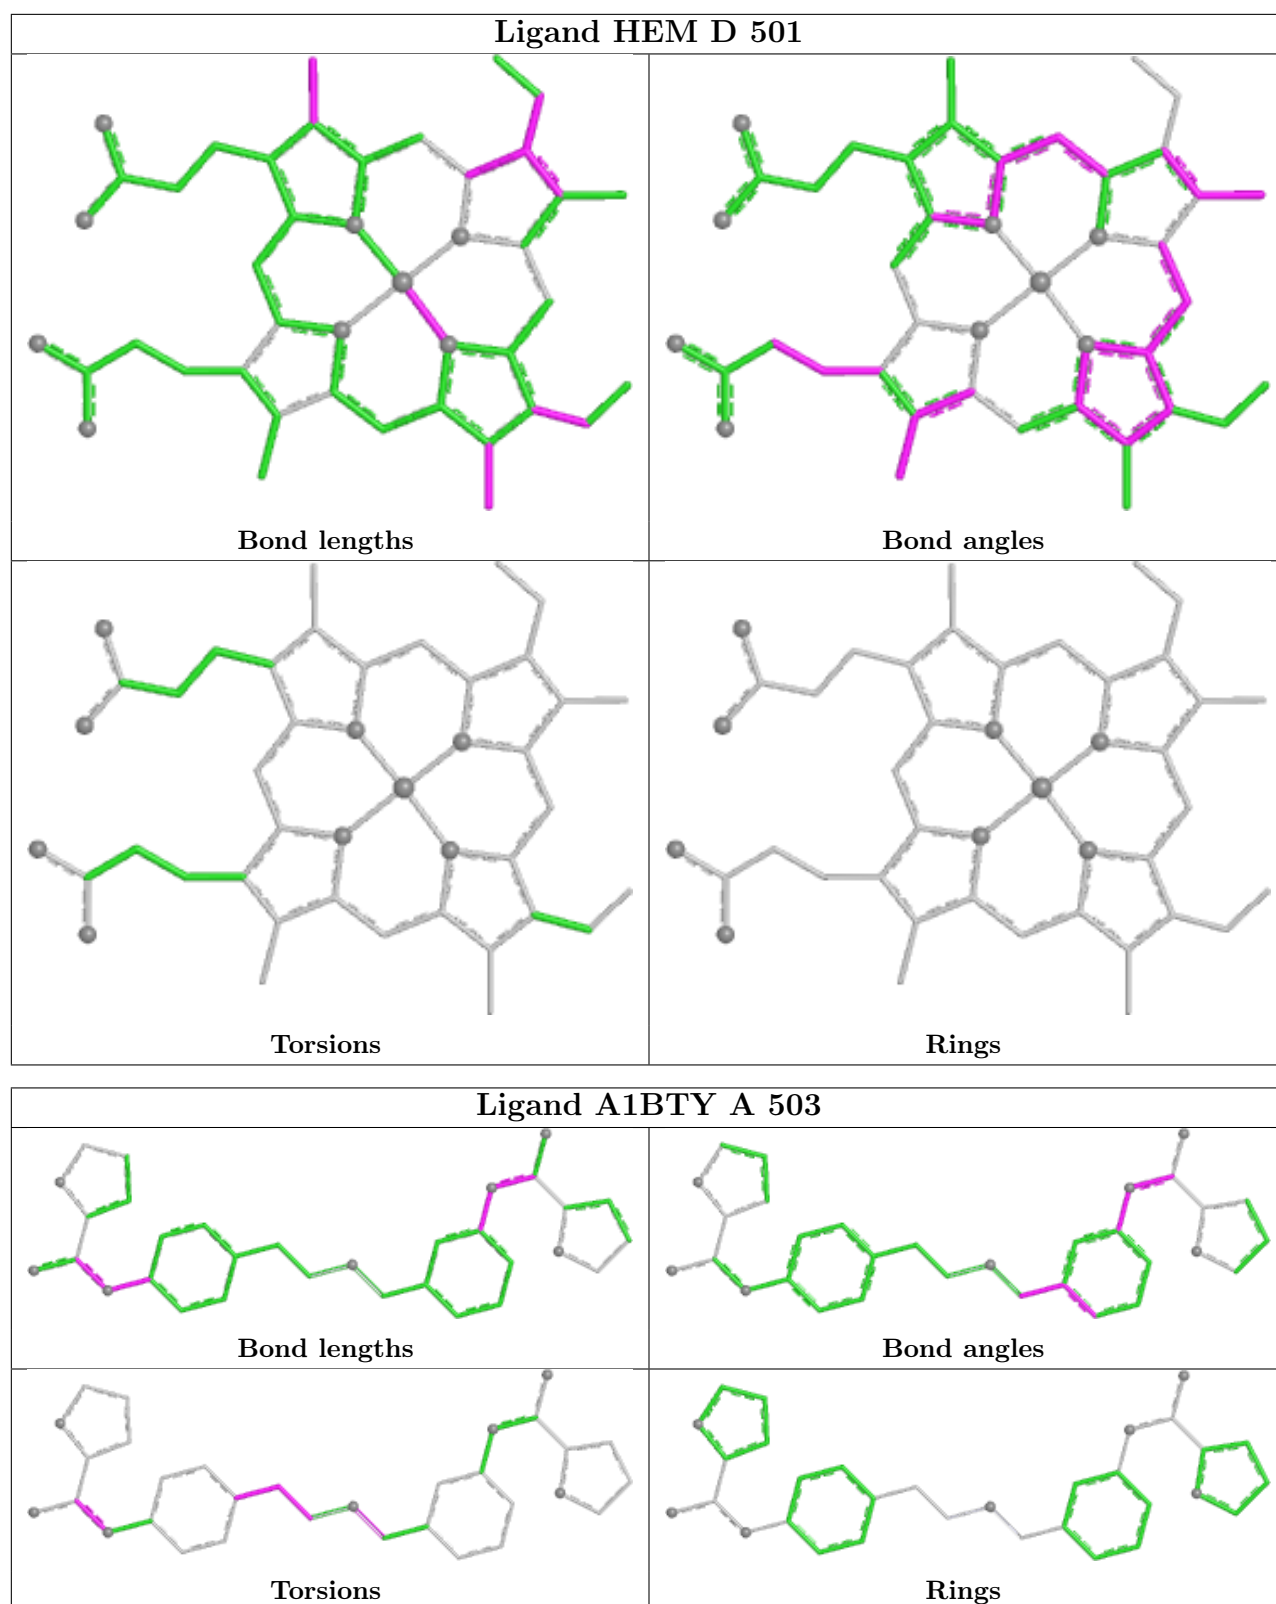 Ligand HEM D 501
Bond lengths
Bond angles
Torsions
Rings
Ligand A1BTY A 503
Bond lengths
Bond angles
Torsions
Rings